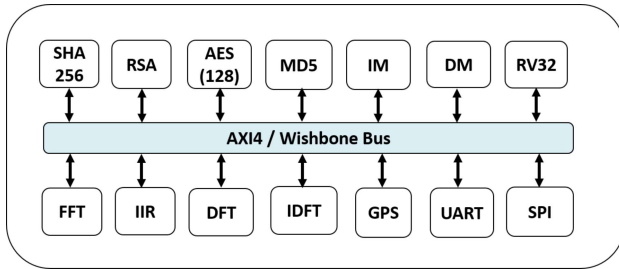 SHA
256
RSA
AES
(128)
MD5
IM
DM
RV32
AXI4 / Wishbone Bus
FFT
IIR
DFT
IDFT
GPS
UART
SPI